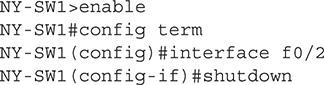 NY-SW1>enable
NY-SW1#config term
NY-SW1(config)#interface f0/2
NY-SW1(config-if)#shutdown